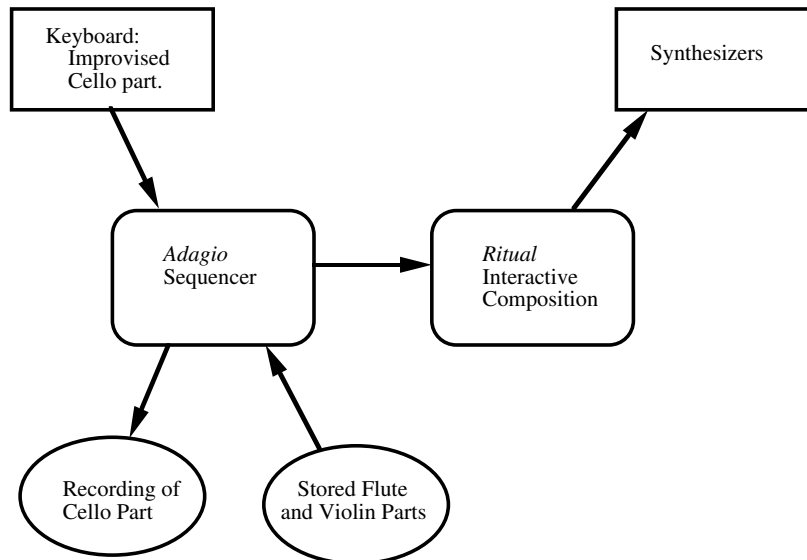 Keyboard:
Improvised
Cello part.
Synthesizers
Adagio
Sequencer
Ritual
Interactive
Composition
Recording of
Cello Part
Stored Flute
and Violin Parts